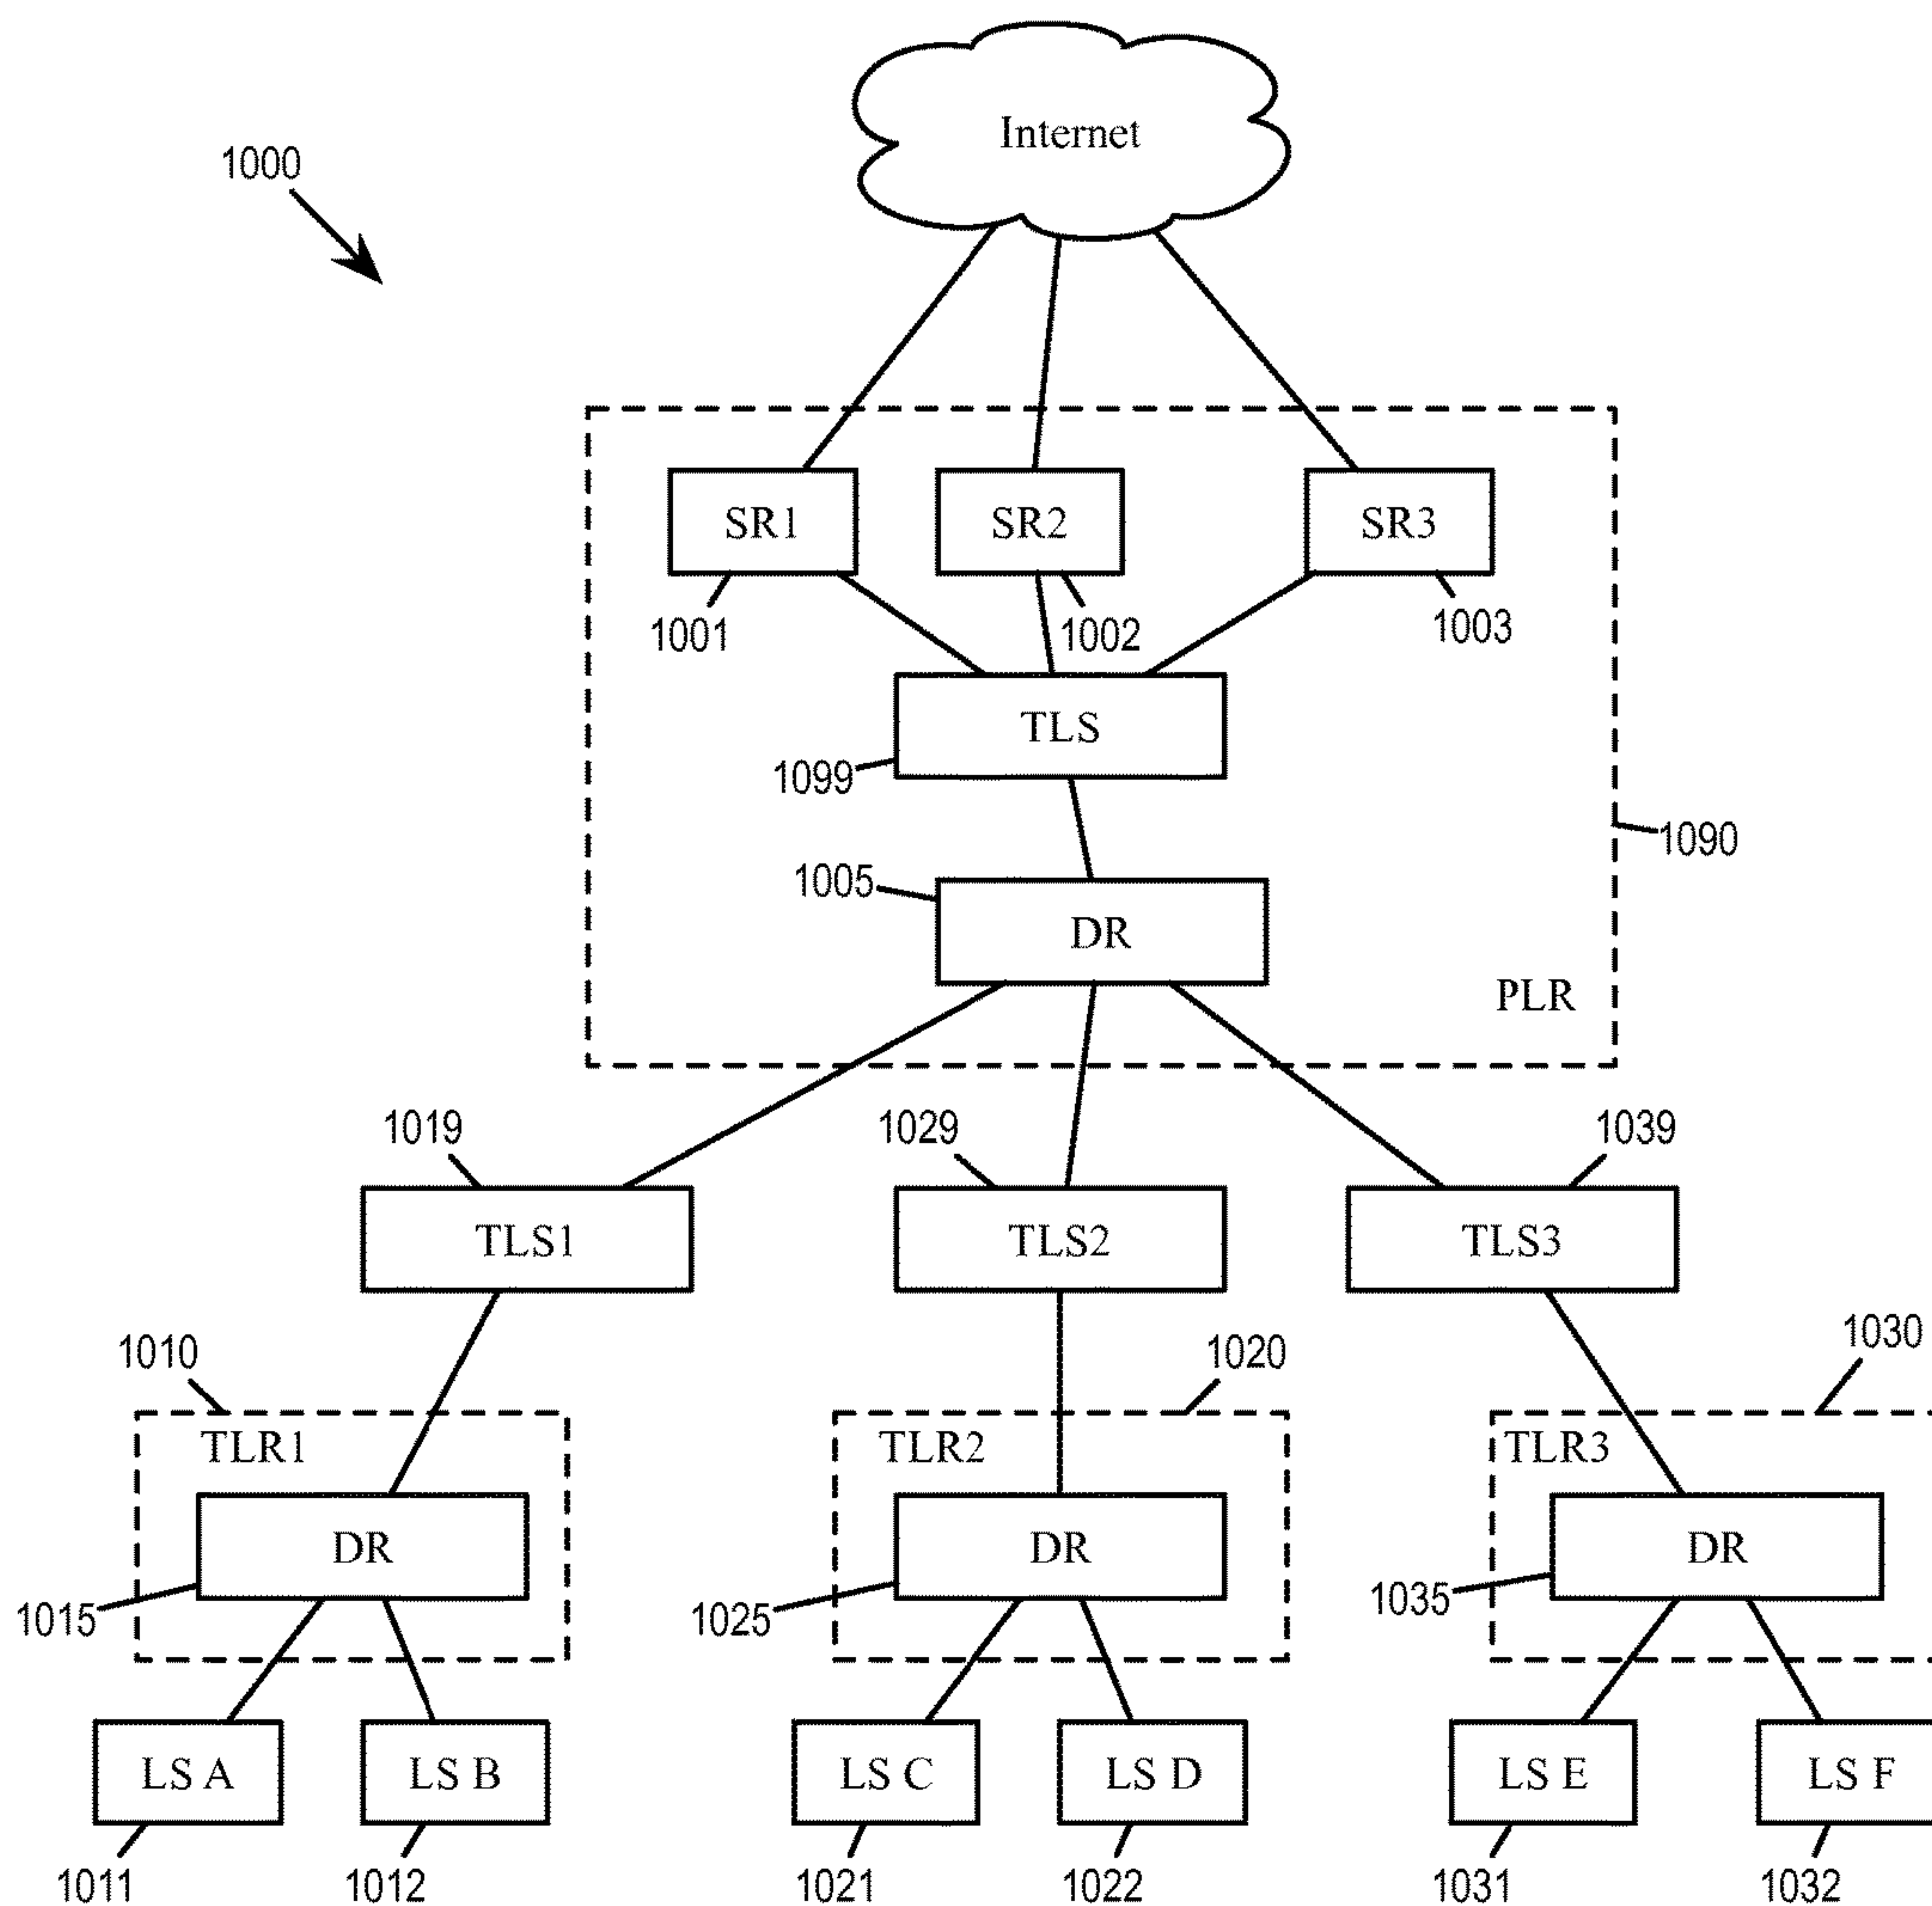 Internet
1000
SR1
SR2
SR3
1001
1002
1003
TLS
1099
1090
1005
DR
PLR
1019
1029
1039
TLS1
TLS2
TLS3
1010
1020
1030
TLR1
TLR2
TLR3
DR
DR
DR
1015
1025
1035
LS A
LS B
LS C
LS D
LS E
LS F
1011
1012
1021
1022
1031
1032